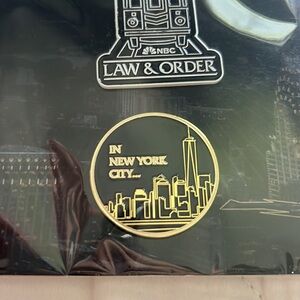 NBC
LAW & ORDER
IN
NEW YORK
CITY...